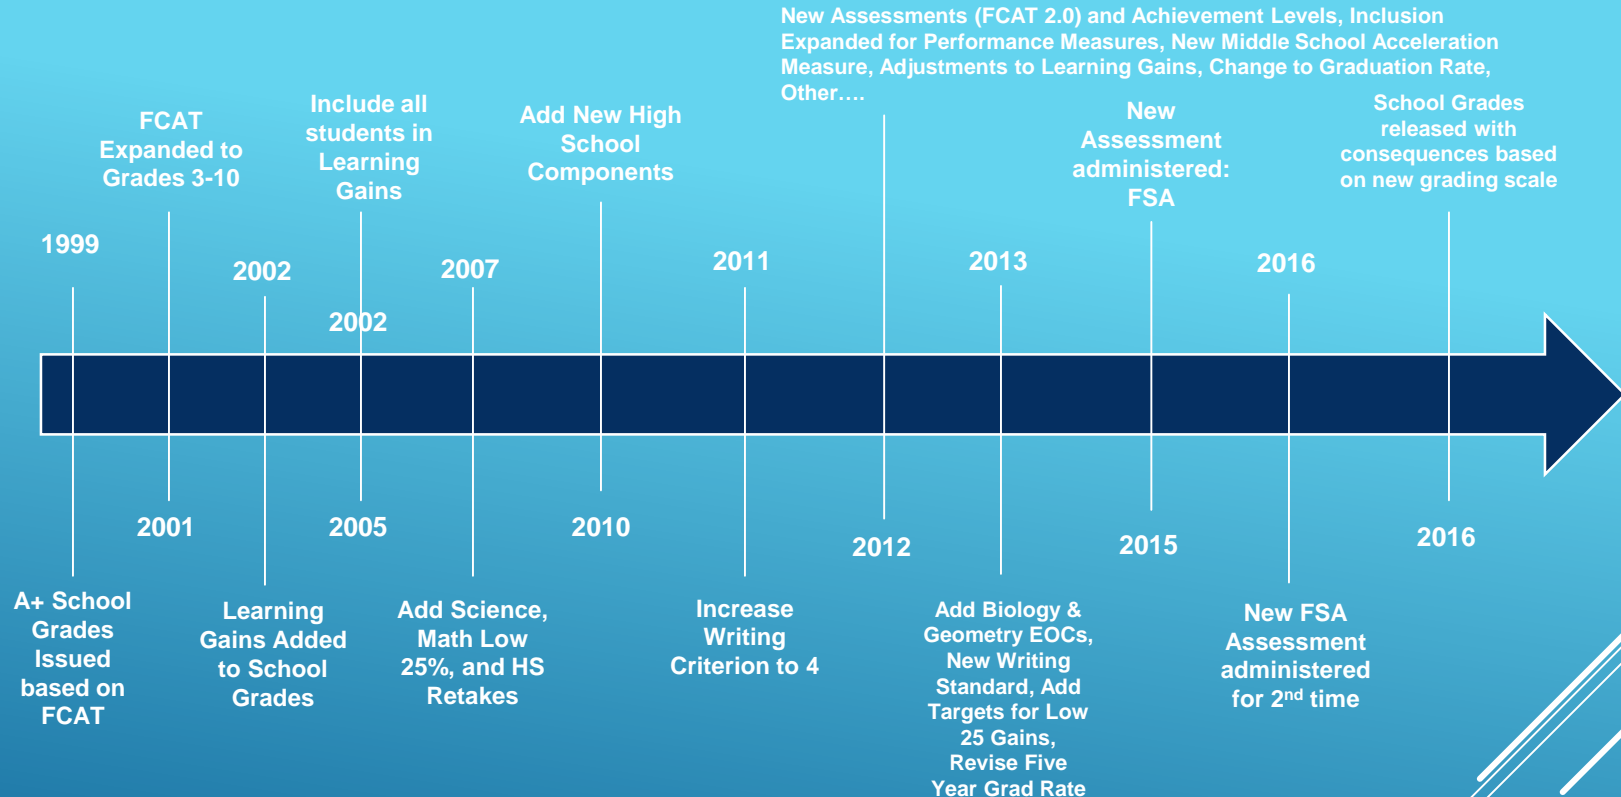 New Assessments (FCAT 2.0) and Achievement Levels, Inclusion
Expanded for Performance Measures, New Middle School Acceleration
Measure, Adjustments to Learning Gains, Change to Graduation Rate,
Other….
FCAT
Expanded to
Grades 3-10
Include all
students in
Learning
Gains
Add New High
School
Components
New
Assessment
administered:
FSA
School Grades
released with
consequences based
on new grading scale
1999
2002
2002
2007
2011
2013
2016
2001
2005
2010
2012
2015
2016
A+ School
Grades
Issued
based on
FCAT
Learning
Gains Added
to School
Grades
Add Science,
Math Low
25%, and HS
Retakes
Increase
Writing
Criterion to 4
Add Biology &
Geometry EOCs,
New Writing
Standard, Add
Targets for Low
25 Gains,
Revise Five
Year Grad Rate
New FSA
Assessment
administered
for 2nd time